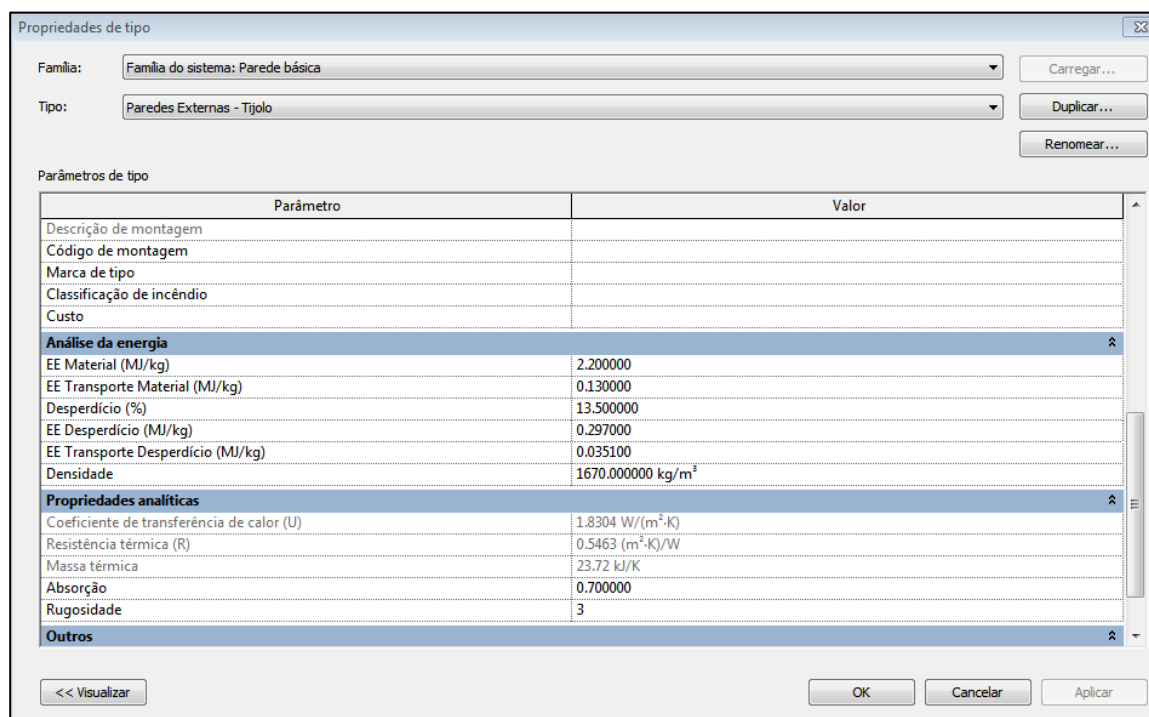 Propriedades de tipo
Família: Família do sistema: Parede básica Carregar...
Tipo: Paredes Externas - Tijolo Duplicar...
Renomear...
Parâmetros de tipo
Parâmetro Valor
Descrição de montagem
Código de montagem
Marca de tipo
Classificação de incêndio
Custo
Análise da energia
EE Material (MJ/kg) 2.200000
EE Transporte Material (MJ/kg) 0.130000
Desperdício (%) 13.500000
EE Desperdício (MJ/kg) 0.297000
EE Transporte Desperdício (MJ/kg) 0.035100
Densidade 1670.000000 kg/m³
Propriedades analíticas
Coeficiente de transferência de calor (U) 1.8304 W/(m²·K)
Resistência térmica (R) 0.5463 (m²·K)/W
Massa térmica 23.72 kJ/K
Absorção 0.700000
Rugosidade 3
Outros
<< Visualizar OK Cancelar Aplicar